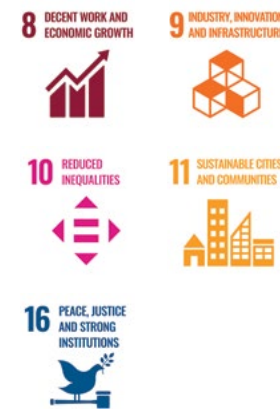 8 DECENT WORK AND
ECONOMIC GROWTH
9 INDUSTRY, INNOVATION
AND INFRASTRUCTURE
10 REDUCED
INEQUALITIES
11 SUSTAINABLE CITIES
AND COMMUNITIES
16 PEACE, JUSTICE
AND STRONG
INSTITUTIONS